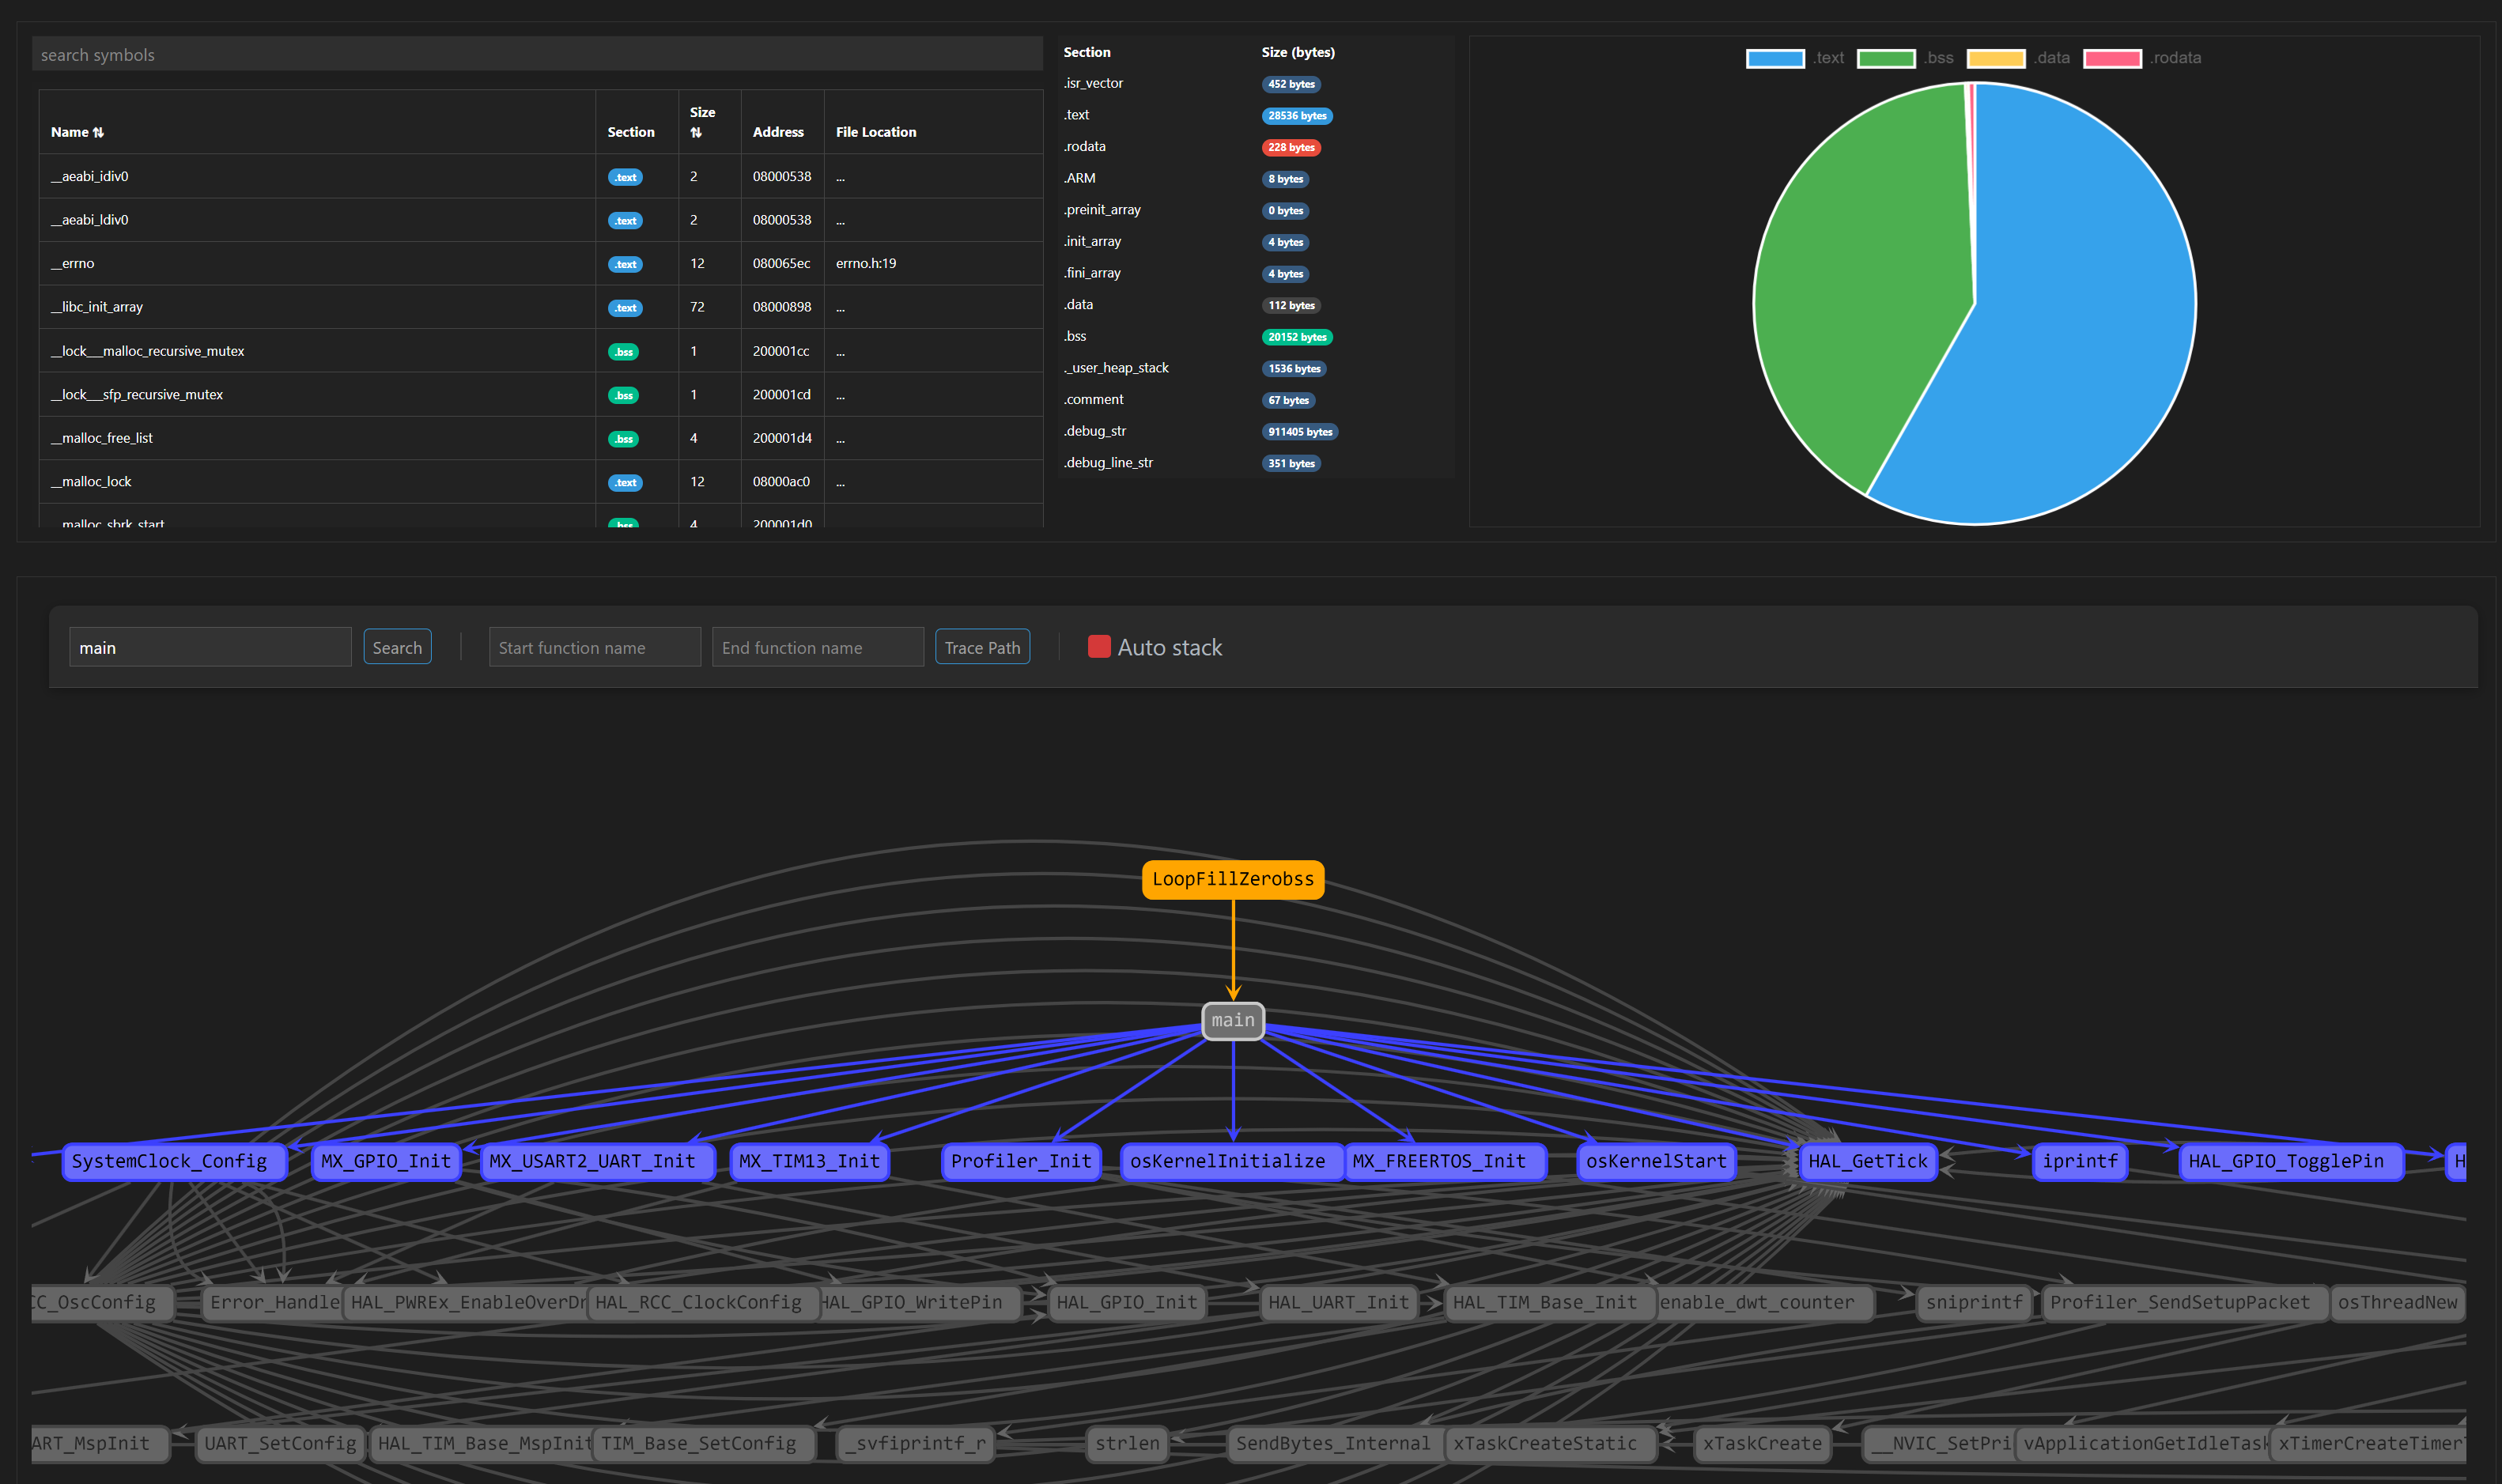 search symbols
Name ⇅ Section Size ⇅ Address File Location
__aeabi_idiv0 .text 2 08000538 ...
__aeabi_ldiv0 .text 2 08000538 ...
__errno .text 12 080065ec errno.h:19
__libc_init_array .text 72 08000898 ...
__lock___malloc_recursive_mutex .bss 1 200001cc ...
__lock___sfp_recursive_mutex .bss 1 200001cd ...
__malloc_free_list .bss 4 200001d4 ...
__malloc_lock .text 12 08000ac0 ...
__malloc_sbrk_start .bss 4 200001d0
Section Size (bytes)
.isr_vector 452 bytes
.text 28536 bytes
.rodata 228 bytes
.ARM 8 bytes
.preinit_array 0 bytes
.init_array 4 bytes
.fini_array 4 bytes
.data 112 bytes
.bss 20152 bytes
._user_heap_stack 1536 bytes
.comment 67 bytes
.debug_str 911405 bytes
.debug_line_str 351 bytes
.text .bss .data .rodata
main Search Start function name End function name Trace Path Auto stack
LoopFillZerobss
main
SystemClock_Config MX_GPIO_Init MX_USART2_UART_Init MX_TIM13_Init Profiler_Init osKernelInitialize MX_FREERTOS_Init osKernelStart HAL_GetTick iprintf HAL_GPIO_TogglePin H
CC_OscConfig Error_Handle HAL_PWREx_EnableOverDr HAL_RCC_ClockConfig HAL_GPIO_WritePin HAL_GPIO_Init HAL_UART_Init HAL_TIM_Base_Init enable_dwt_counter sniprintf Profiler_SendSetupPacket osThreadNew
ART_MspInit UART_SetConfig HAL_TIM_Base_MspInit TIM_Base_SetConfig _svfiprintf_r strlen SendBytes_Internal xTaskCreateStatic xTaskCreate __NVIC_SetPri vApplicationGetIdleTask xTimerCreateTimer